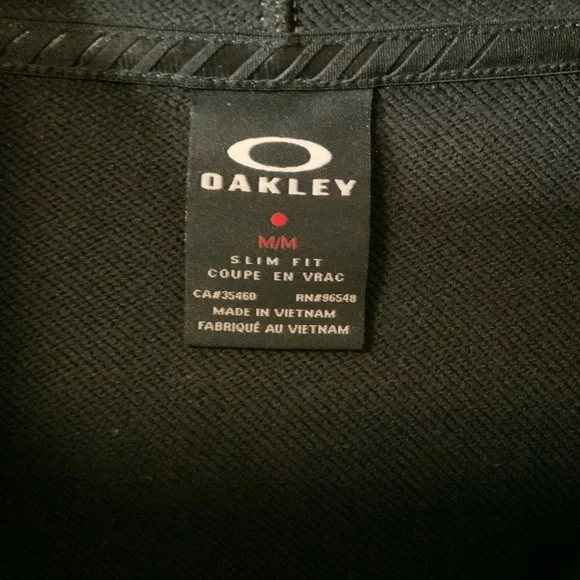 OAKLEY
M/M
SLIM FIT
COUPE EN VRAC
CA#35460 RN#96548
MADE IN VIETNAM
FABRIQUÉ AU VIETNAM